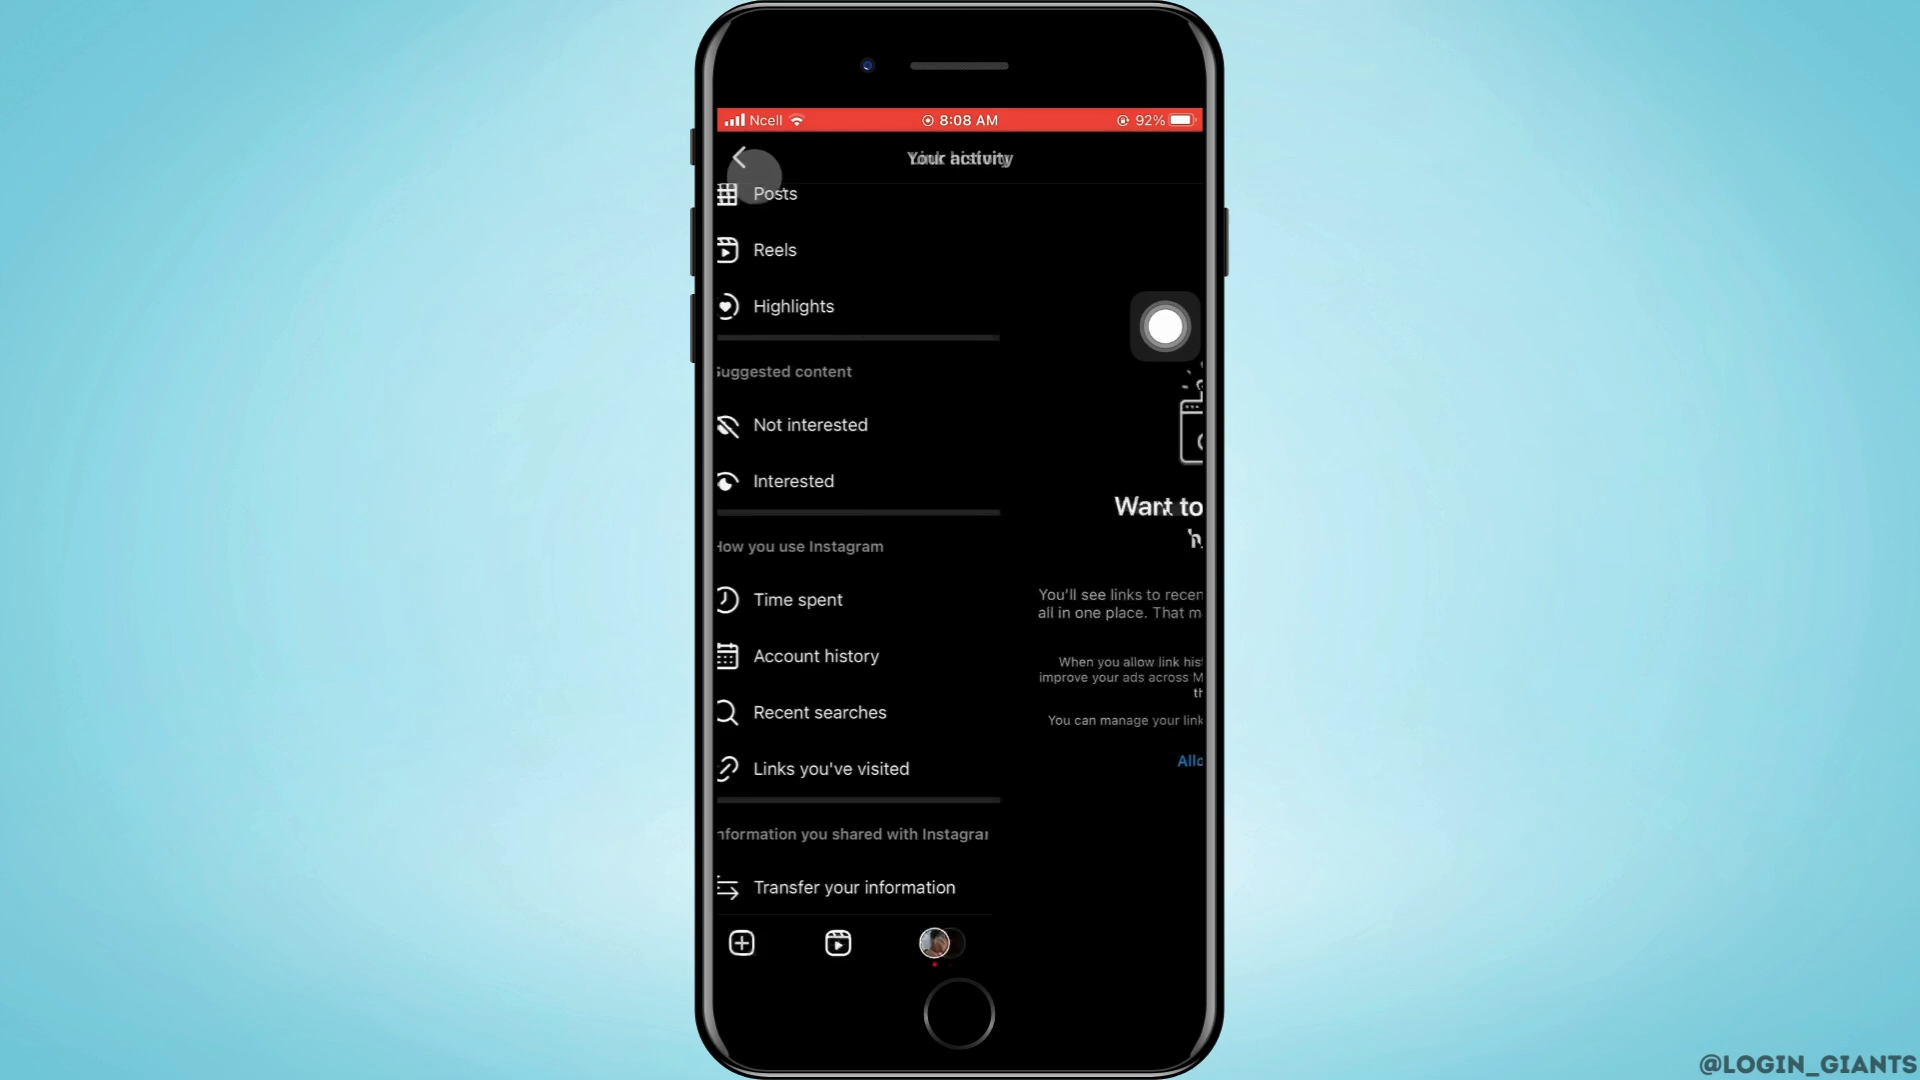 Ncell 8:08 AM 92%
Your activity
Posts
Reels
Highlights
Suggested content
Not interested
Interested
Want to
How you use Instagram
Time spent
You'll see links to recen
all in one place. That m
Account history
When you allow link his
improve your ads across M
th
Recent searches
You can manage your link
Links you've visited
Allo
nformation you shared with Instagra
Transfer your information
@LOGIN_GIANTS